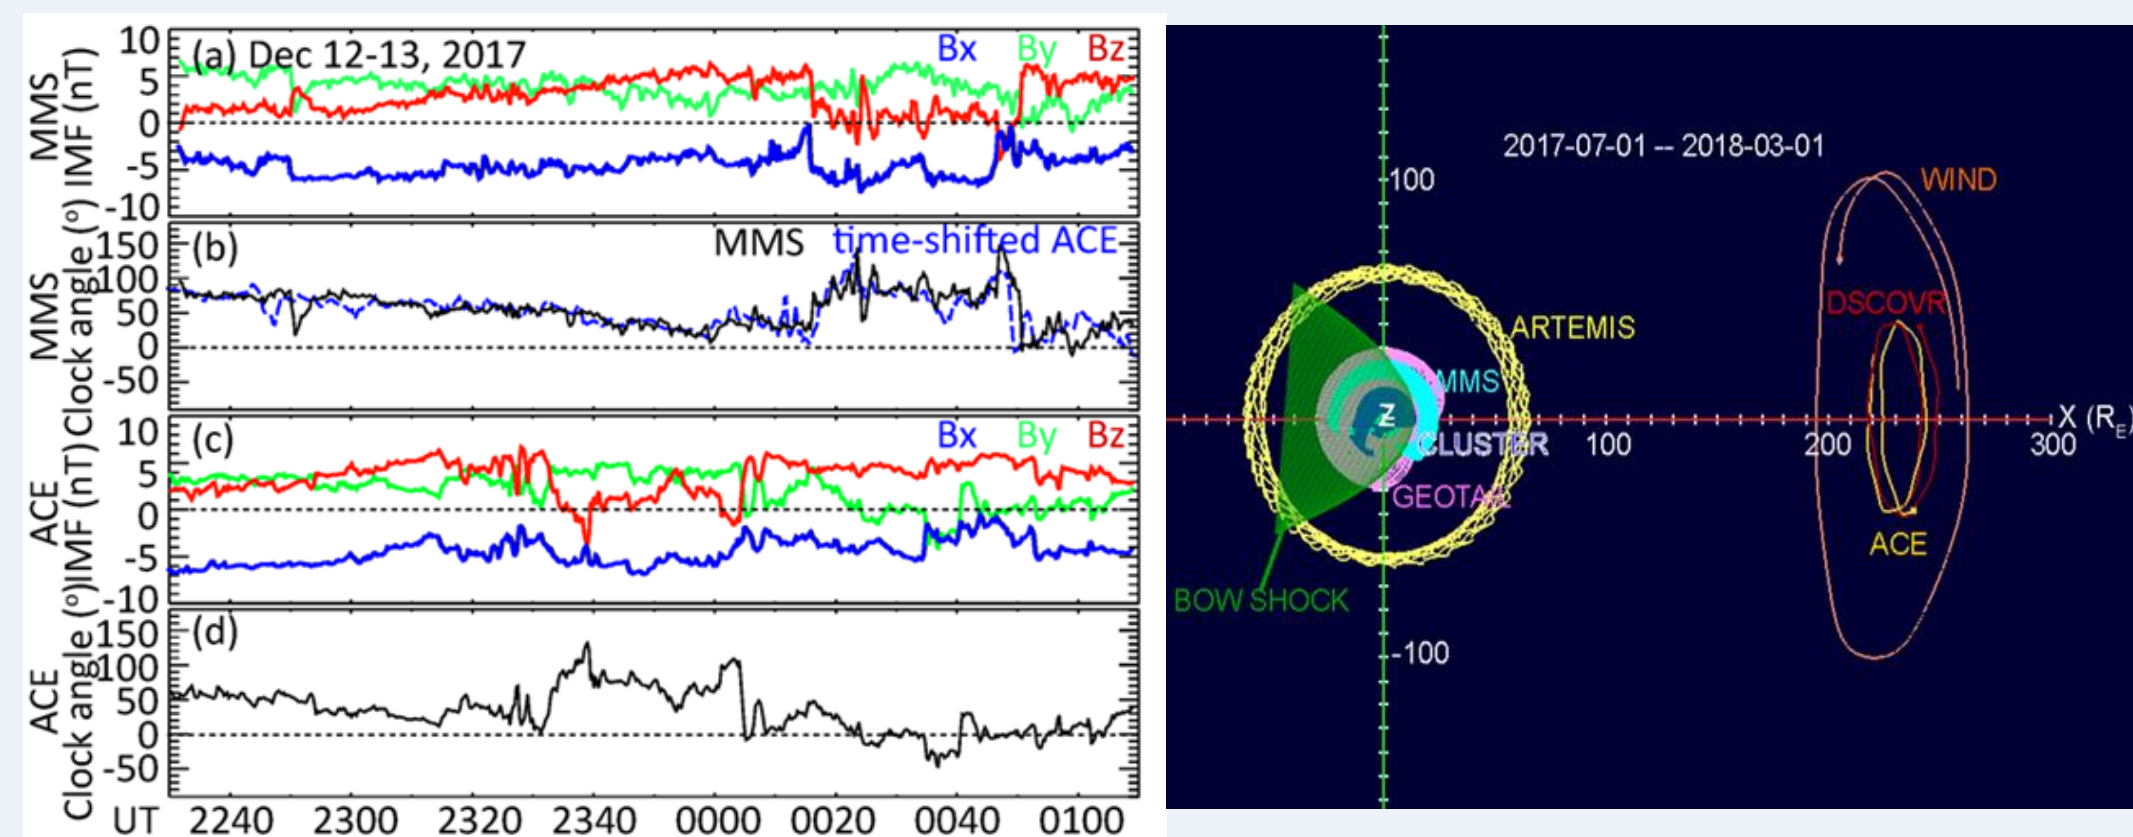 (a) Dec 12-13, 2017
Bx By Bz
MMS
IMF (nT)
10
5
0
-5
-10
(b)
MMS time-shifted ACE
MMS
Clock angle (º)
150
100
50
0
-50
(c)
Bx By Bz
ACE
IMF (nT)
10
5
0
-5
-10
(d)
ACE
Clock angle (º)
150
100
50
0
-50
UT 2240 2300 2320 2340 0000 0020 0040 0100
2017-07-01 -- 2018-03-01
100
WIND
DSCOVR
ARTEMIS
MMS
Z
X (RE)
CLUSTER
100
200
300
GEOTAIL
ACE
BOW SHOCK
-100